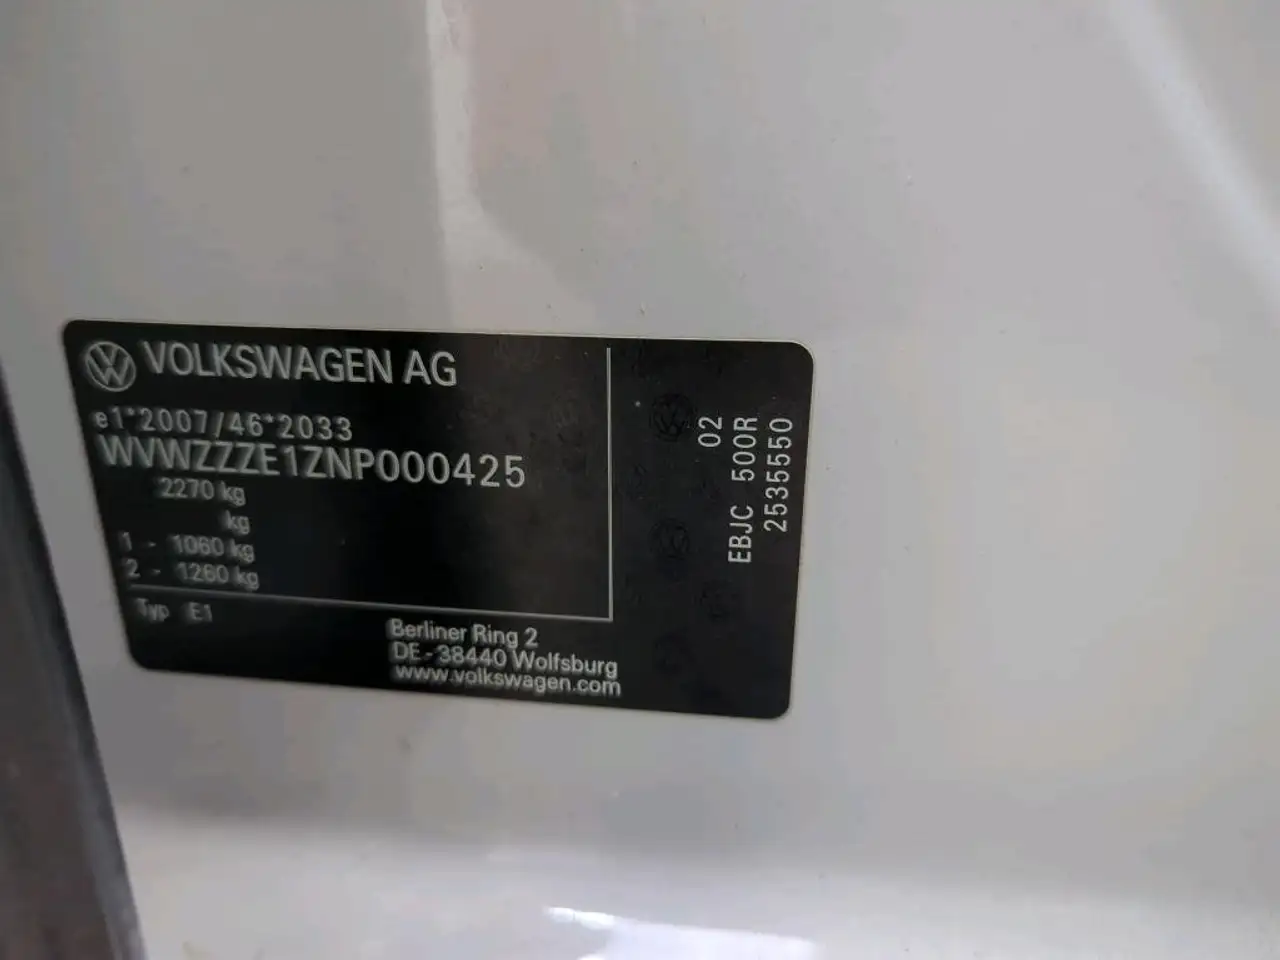 VOLKSWAGEN AG
e1*2007/46*2033
WVWZZZE1ZNP000425
2270 kg
kg
1 - 1060 kg
2 - 1260 kg
Typ E1
Berliner Ring 2
DE-38440 Wolfsburg
www.volkswagen.com
02
EBJC 500R
2535550